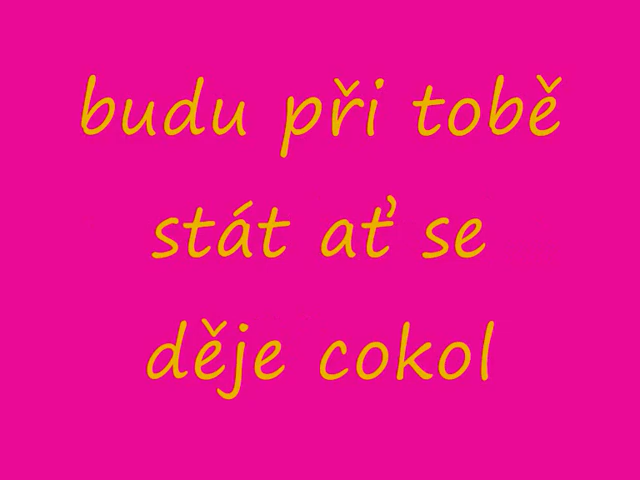 budu při tobě
stát ať se
děje cokol